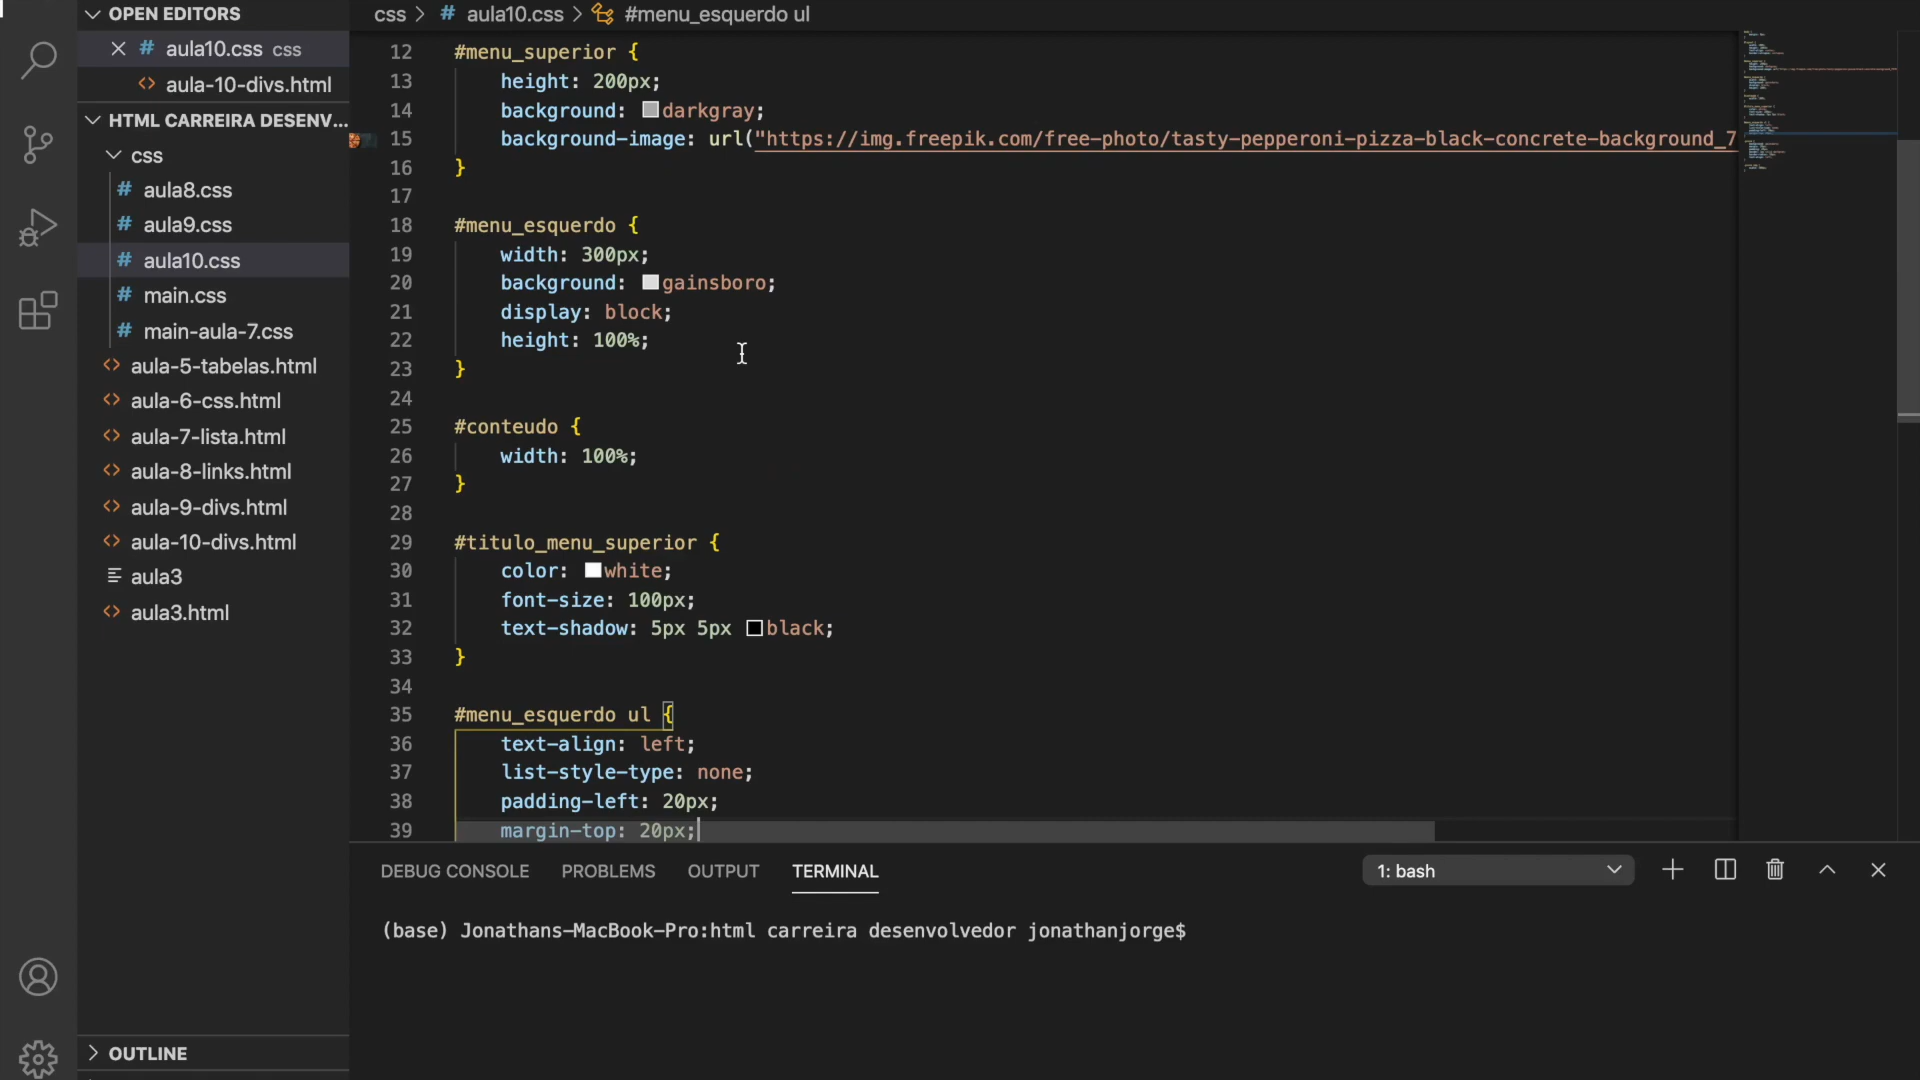 OPEN EDITORS
aula10.css css
aula-10-divs.html
HTML CARREIRA DESENV...
css
aula8.css
aula9.css
aula10.css
main.css
main-aula-7.css
aula-5-tabelas.html
aula-6-css.html
aula-7-lista.html
aula-8-links.html
aula-9-divs.html
aula-10-divs.html
aula3
aula3.html
OUTLINE
css > # aula10.css > #menu_esquerdo ul
12 #menu_superior {
13 height: 200px;
14 background: darkgray;
15 background-image: url("https://img.freepik.com/free-photo/tasty-pepperoni-pizza-black-concrete-background_7
16 }
17
18 #menu_esquerdo {
19 width: 300px;
20 background: gainsboro;
21 display: block;
22 height: 100%;
23 }
24
25 #conteudo {
26 width: 100%;
27 }
28
29 #titulo_menu_superior {
30 color: white;
31 font-size: 100px;
32 text-shadow: 5px 5px black;
33 }
34
35 #menu_esquerdo ul {
36 text-align: left;
37 list-style-type: none;
38 padding-left: 20px;
39 margin-top: 20px;
DEBUG CONSOLE PROBLEMS OUTPUT TERMINAL 1: bash
(base) Jonathans-MacBook-Pro:html carreira desenvolvedor jonathanjorge$